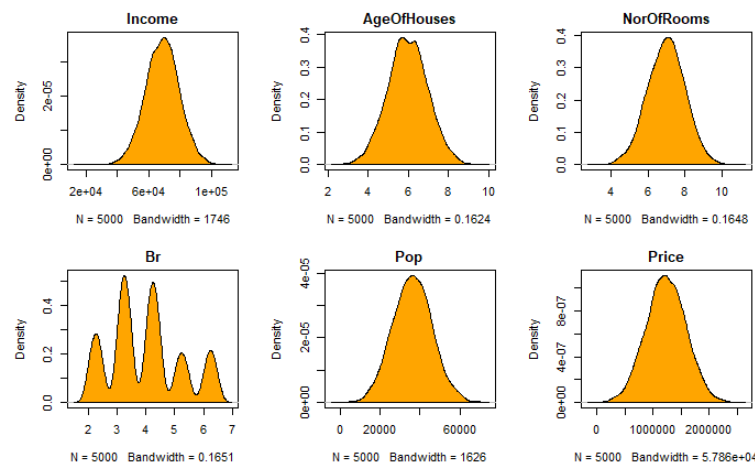 Income
AgeOfHouses
NorOfRooms
Density
0e+00 2e-05
2e+04 6e+04 1e+05
N = 5000 Bandwidth = 1746
Density
0.0 0.1 0.2 0.3 0.4
2 4 6 8 10
N = 5000 Bandwidth = 0.1624
Density
0.0 0.1 0.2 0.3 0.4
4 6 8 10
N = 5000 Bandwidth = 0.1648
Br
Pop
Price
Density
0.0 0.2 0.4
2 3 4 5 6 7
N = 5000 Bandwidth = 0.1651
Density
0e+00 2e-05 4e-05
0 20000 60000
N = 5000 Bandwidth = 1626
Density
0e+00 4e-07 8e-07
0 1000000 2000000
N = 5000 Bandwidth = 5.786e+04